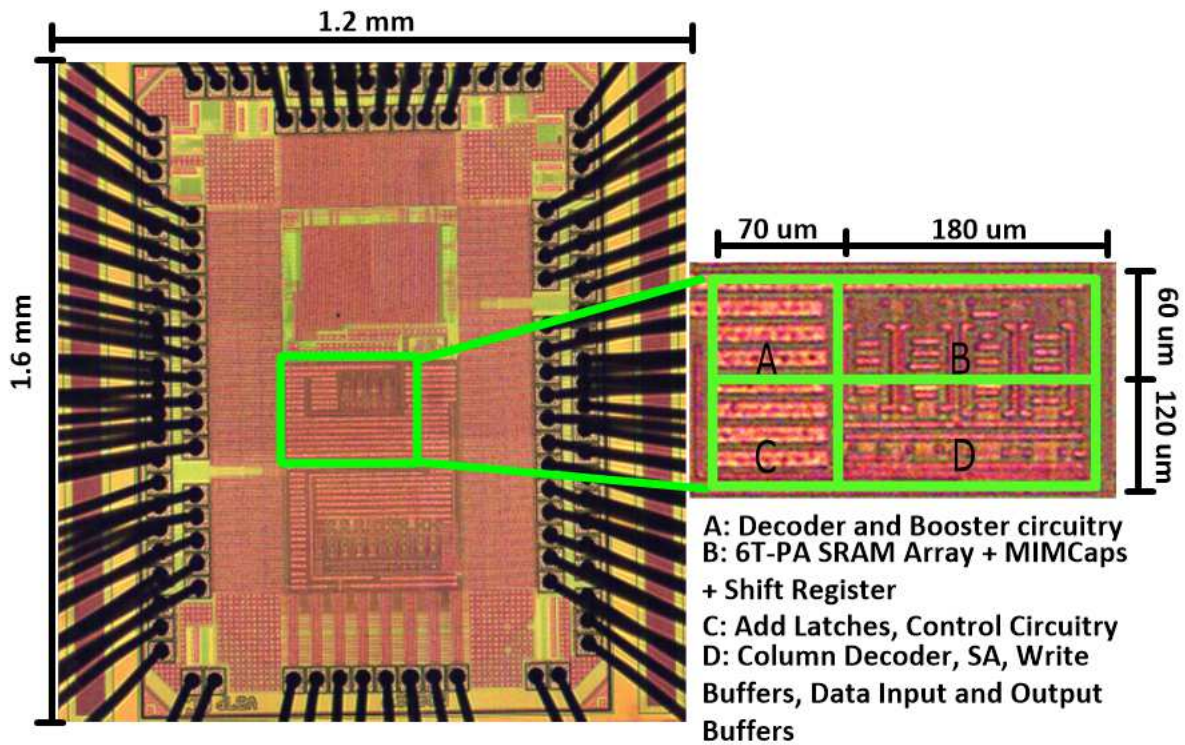 1.2 mm
1.6 mm
70 um
180 um
60 um
120 um
A
B
C
D
A: Decoder and Booster circuitry
B: 6T-PA SRAM Array + MIMCaps
+ Shift Register
C: Add Latches, Control Circuitry
D: Column Decoder, SA, Write
Buffers, Data Input and Output
Buffers